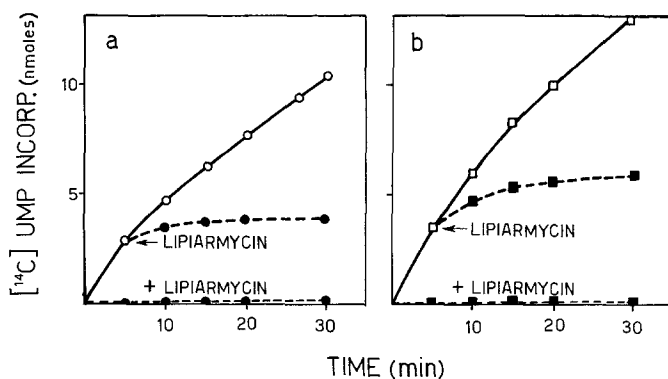 [14C] UMP INCORP. (nmoles)
a
b
10
5
← LIPIARMYCIN
← LIPIARMYCIN
+ LIPIARMYCIN
+ LIPIARMYCIN
10 20 30
10 20 30
TIME (min)